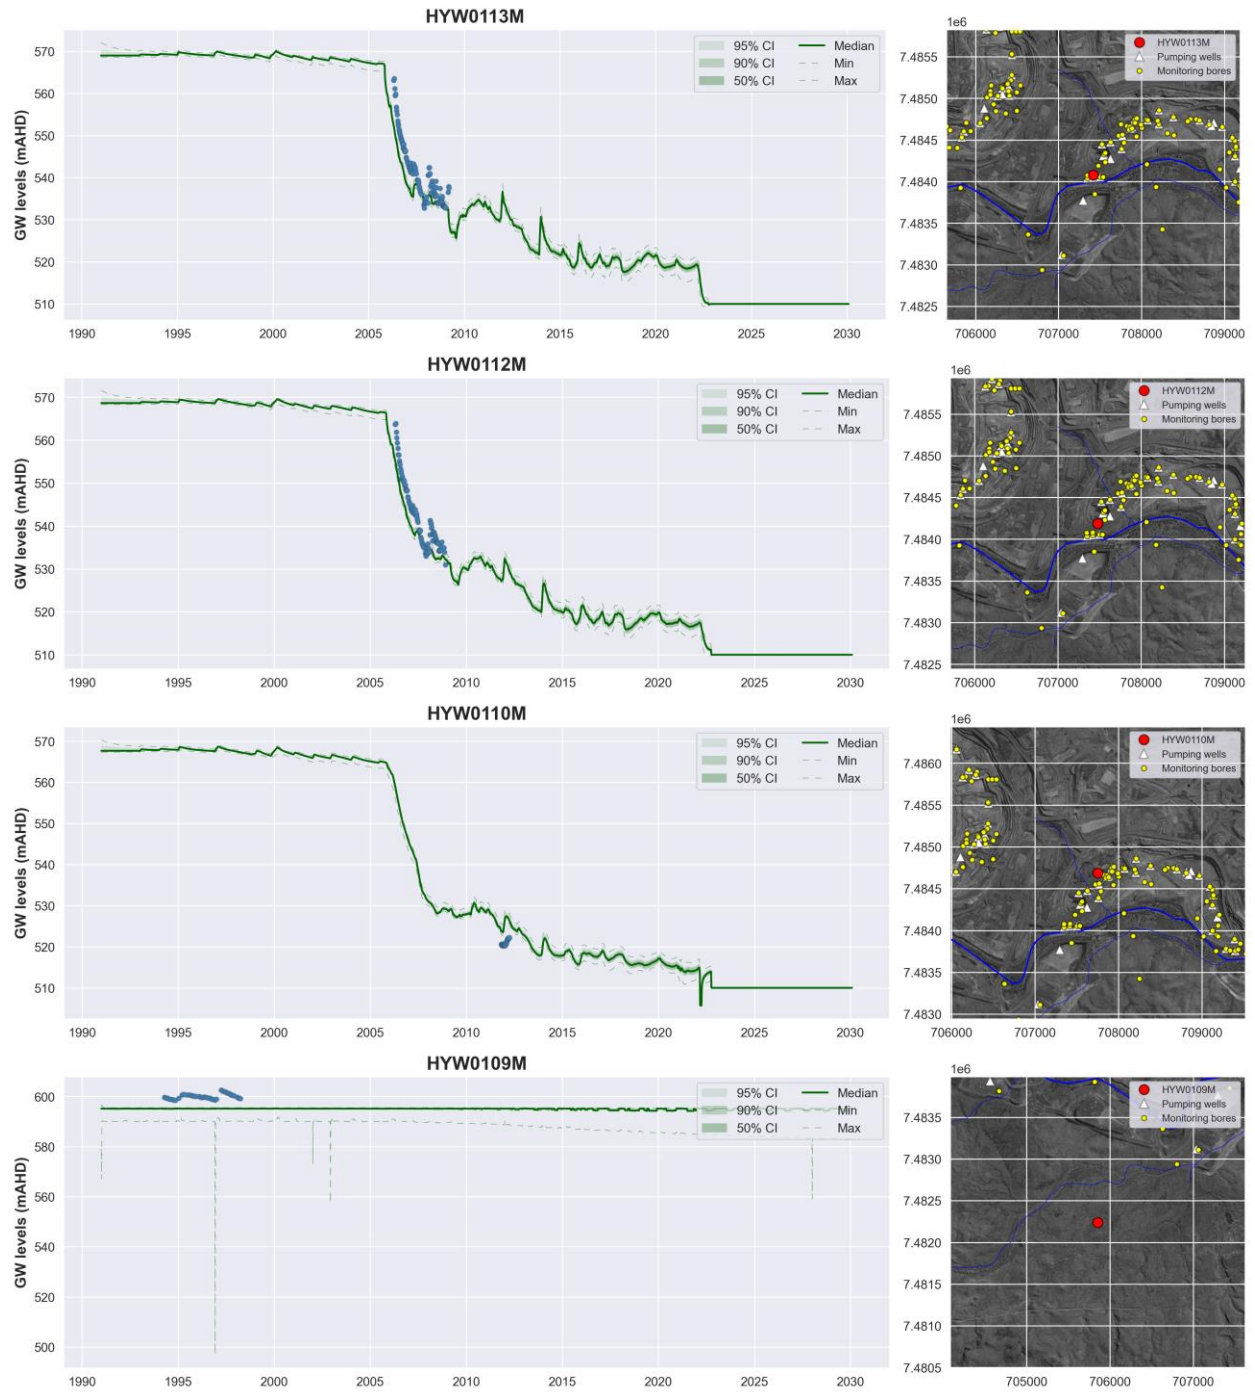 HYW0113M
GW levels (mAHD)
570
560
550
540
530
520
510
1990 1995 2000 2005 2010 2015 2020 2025 2030
95% CI Median
90% CI Min
50% CI Max
1e6
7.4855
7.4850
7.4845
7.4840
7.4835
7.4830
7.4825
706000 707000 708000 709000
HYW0113M
Pumping wells
Monitoring bores
HYW0112M
GW levels (mAHD)
570
560
550
540
530
520
510
1990 1995 2000 2005 2010 2015 2020 2025 2030
95% CI Median
90% CI Min
50% CI Max
1e6
7.4855
7.4850
7.4845
7.4840
7.4835
7.4830
7.4825
706000 707000 708000 709000
HYW0112M
Pumping wells
Monitoring bores
HYW0110M
GW levels (mAHD)
570
560
550
540
530
520
510
1990 1995 2000 2005 2010 2015 2020 2025 2030
95% CI Median
90% CI Min
50% CI Max
1e6
7.4860
7.4855
7.4850
7.4845
7.4840
7.4835
7.4830
706000 707000 708000 709000
HYW0110M
Pumping wells
Monitoring bores
HYW0109M
GW levels (mAHD)
600
580
560
540
520
500
1990 1995 2000 2005 2010 2015 2020 2025 2030
95% CI Median
90% CI Min
50% CI Max
1e6
7.4835
7.4830
7.4825
7.4820
7.4815
7.4810
7.4805
705000 706000 707000
HYW0109M
Pumping wells
Monitoring bores